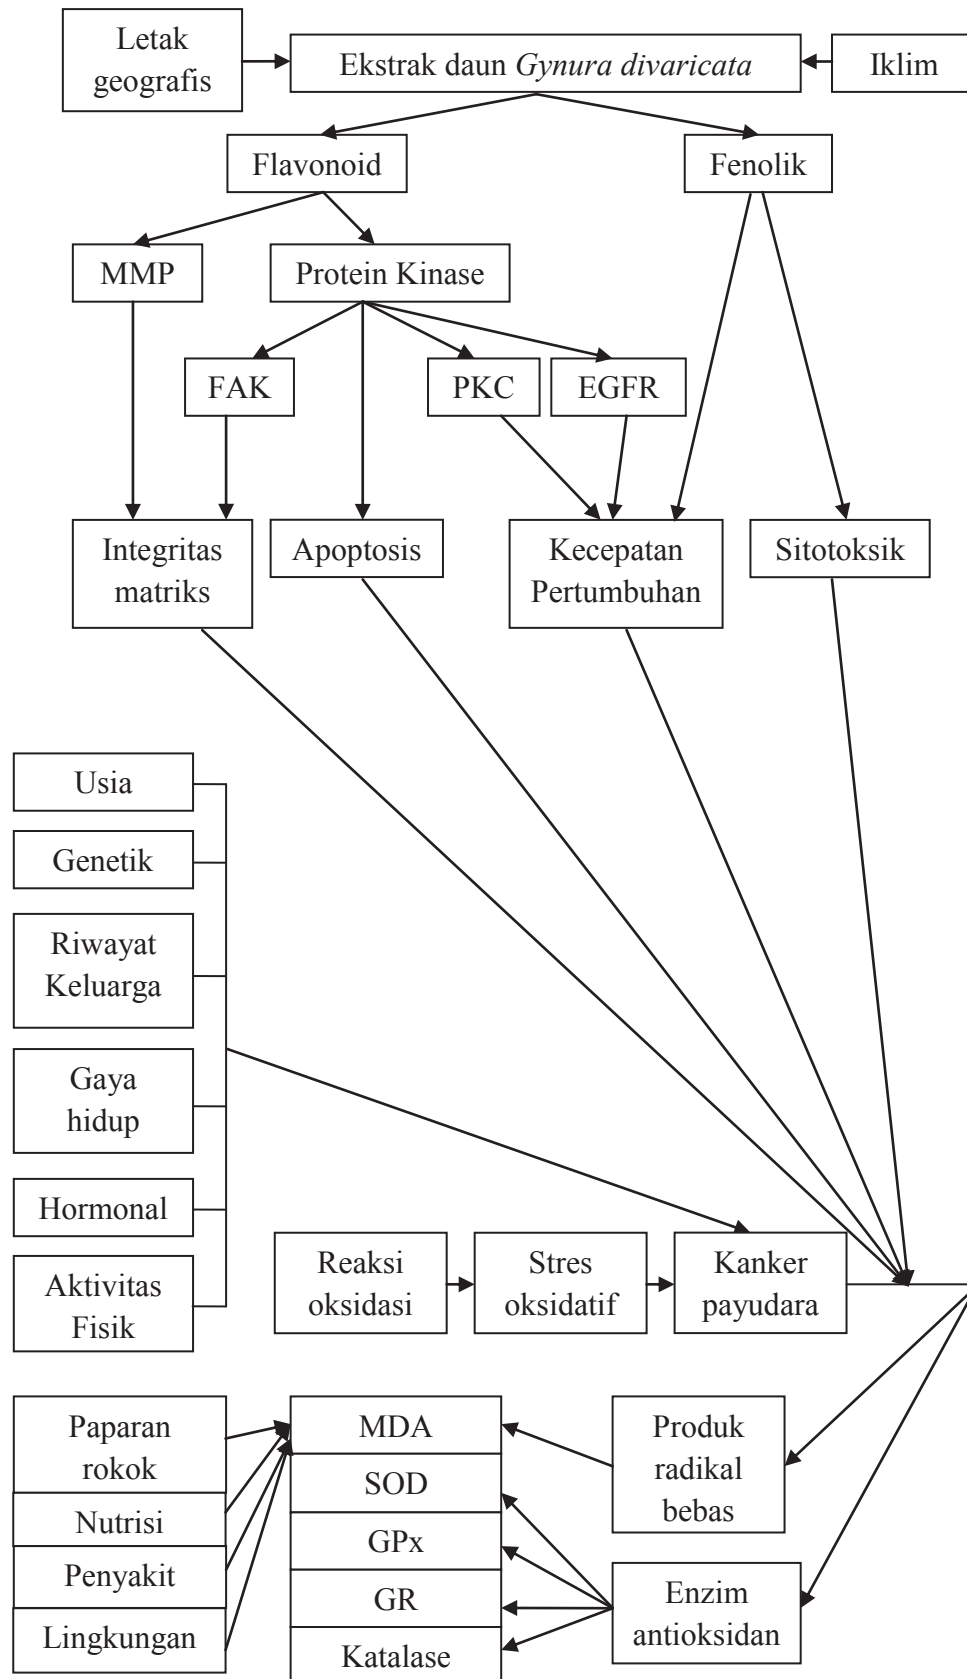 Letak
geografis
Ekstrak daun Gynura divaricata
Iklim
Flavonoid
Fenolik
MMP
Protein Kinase
FAK
PKC
EGFR
Integritas
matriks
Apoptosis
Kecepatan
Pertumbuhan
Sitotoksik
Usia
Genetik
Riwayat
Keluarga
Gaya
hidup
Hormonal
Aktivitas
Fisik
Reaksi
oksidasi
Stres
oksidatif
Kanker
payudara
Paparan
rokok
Nutrisi
Penyakit
Lingkungan
MDA
SOD
GPx
GR
Katalase
Produk
radikal
bebas
Enzim
antioksidan